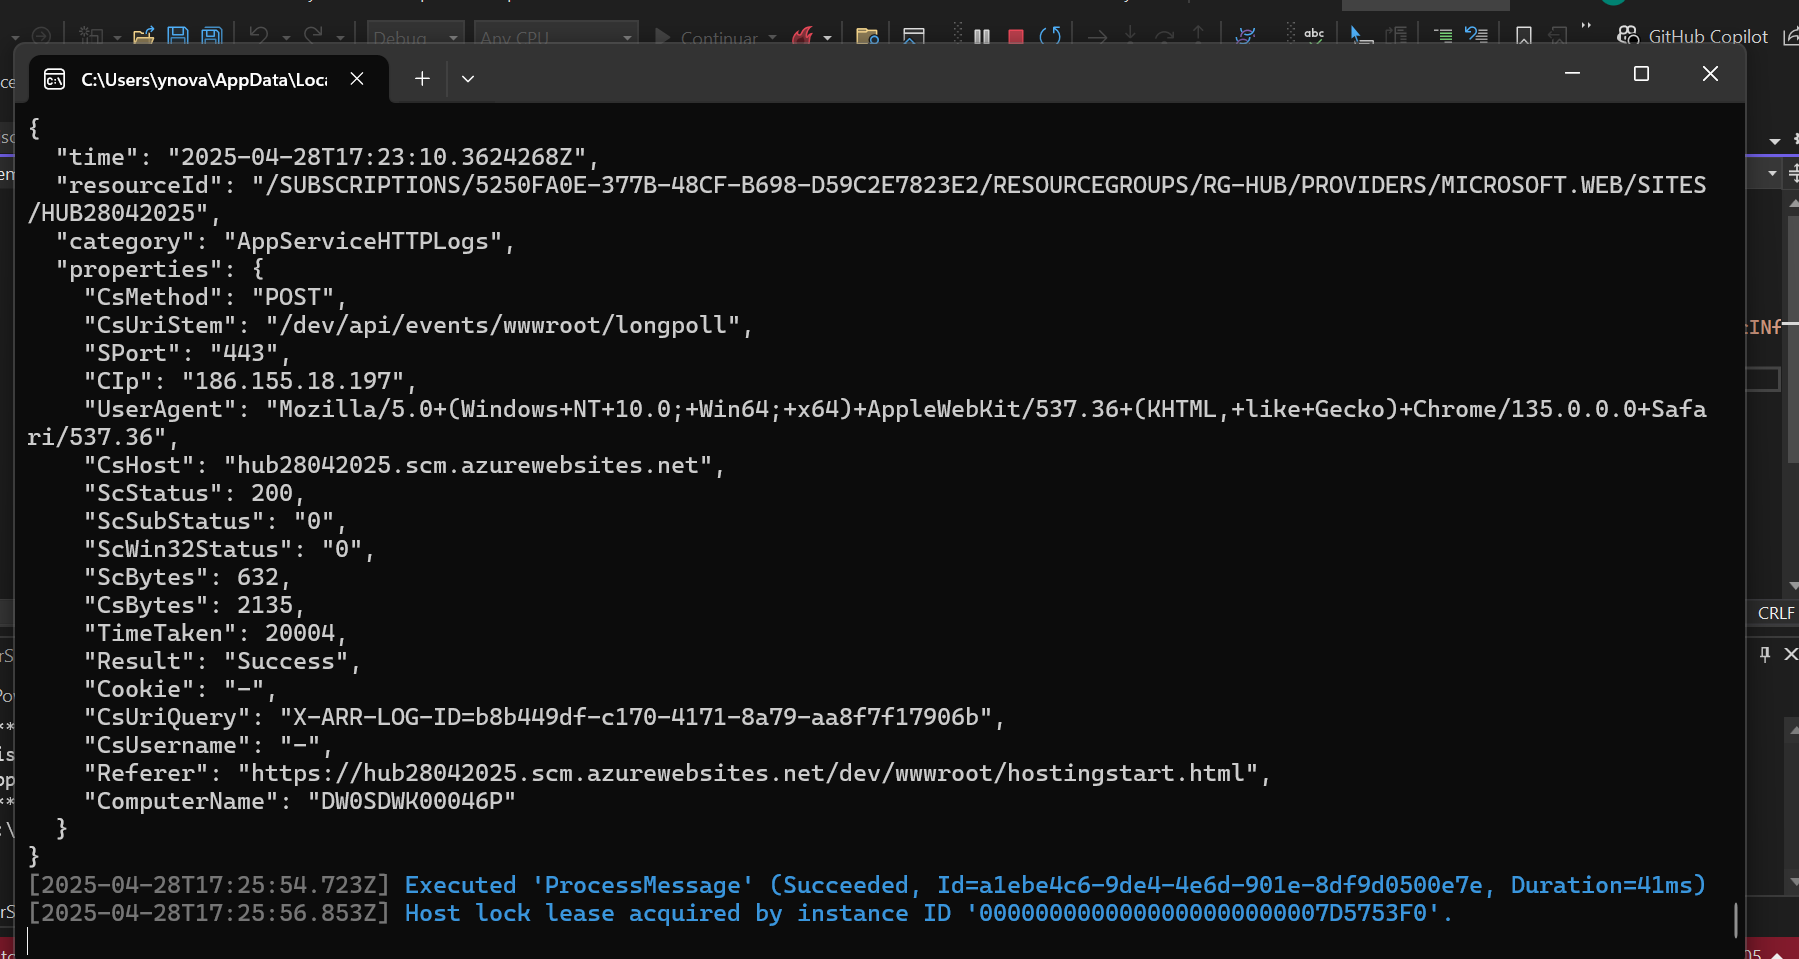 Debug
Any CPU
Continuar
abc
GitHub Copilot
C:\Users\ynova\AppData\Loca
{
"time": "2025-04-28T17:23:10.3624268Z",
"resourceId": "/SUBSCRIPTIONS/5250FA0E-377B-48CF-B698-D59C2E7823E2/RESOURCEGROUPS/RG-HUB/PROVIDERS/MICROSOFT.WEB/SITES
/HUB28042025",
"category": "AppServiceHTTPLogs",
"properties": {
"CsMethod": "POST",
"CsUriStem": "/dev/api/events/wwwroot/longpoll",
"SPort": "443",
"CIp": "186.155.18.197",
"UserAgent": "Mozilla/5.0+(Windows+NT+10.0;+Win64;+x64)+AppleWebKit/537.36+(KHTML,+like+Gecko)+Chrome/135.0.0.0+Safa
ri/537.36",
"CsHost": "hub28042025.scm.azurewebsites.net",
"ScStatus": 200,
"ScSubStatus": "0",
"ScWin32Status": "0",
"ScBytes": 632,
"CsBytes": 2135,
"TimeTaken": 20004,
"Result": "Success",
"Cookie": "-",
"CsUriQuery": "X-ARR-LOG-ID=b8b449df-c170-4171-8a79-aa8f7f17906b",
"CsUsername": "-",
"Referer": "https://hub28042025.scm.azurewebsites.net/dev/wwwroot/hostingstart.html",
"ComputerName": "DW0SDWK00046P"
}
}
[2025-04-28T17:25:54.723Z] Executed 'ProcessMessage' (Succeeded, Id=a1ebe4c6-9de4-4e6d-901e-8df9d0500e7e, Duration=41ms)
[2025-04-28T17:25:56.853Z] Host lock lease acquired by instance ID '0000000000000000000000007D5753F0'.
CRLF